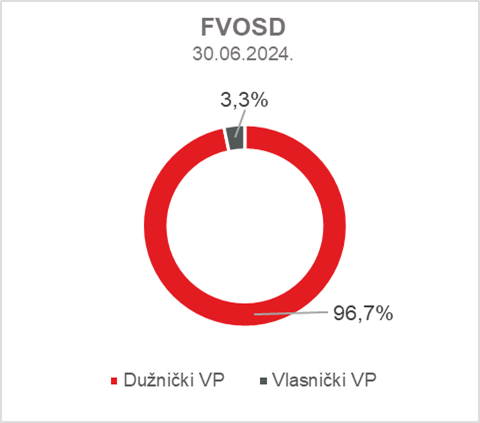 FVOSD
30.06.2024.
3,3%
96,7%
Dužnički VP
Vlasnički VP